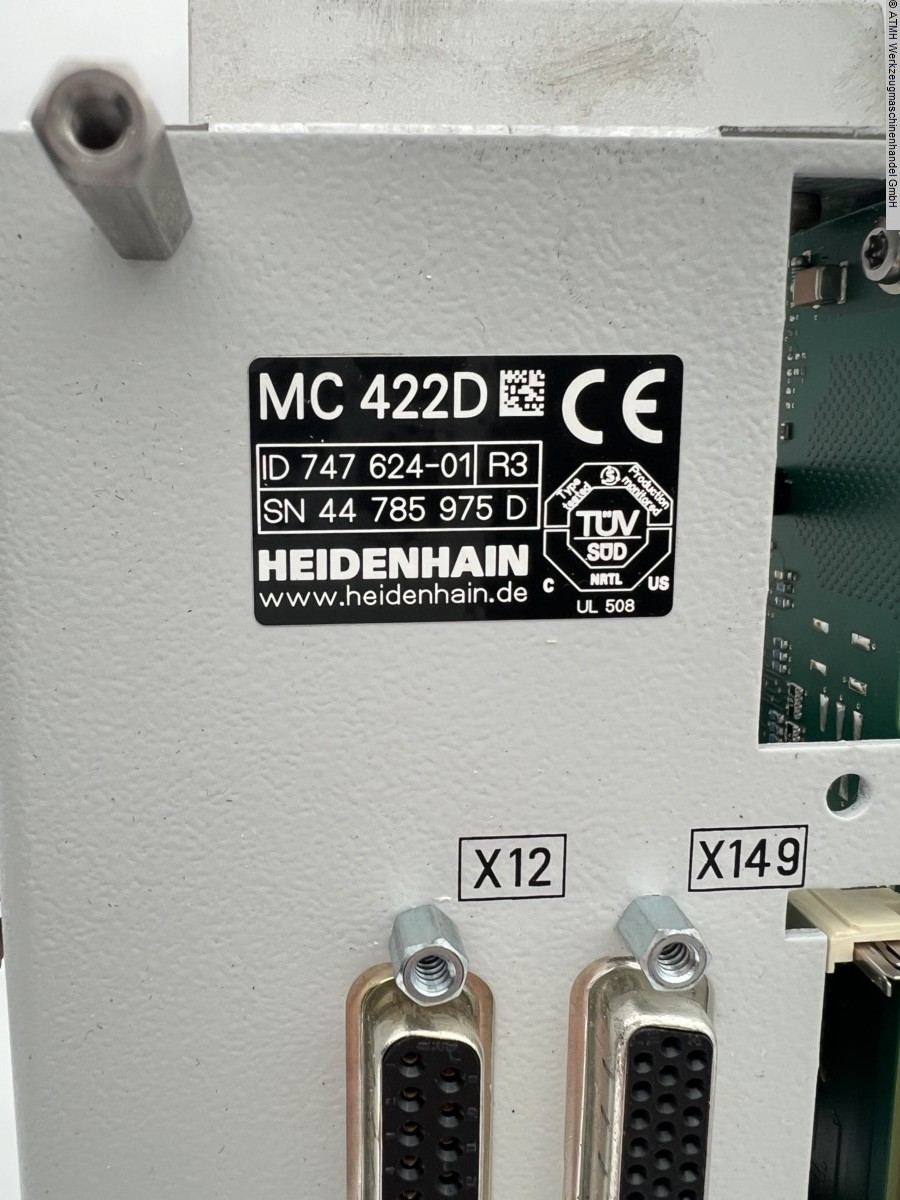 © ATMH Werkzeugmaschinenhandel GmbH
MC 422D
CE
ID 747 624-01 R3
SN 44 785 975 D
HEIDENHAIN
www.heidenhain.de
Type tested
Production monitored
TÜV
SÜD
NRTL
C US
UL 508
X12
X149